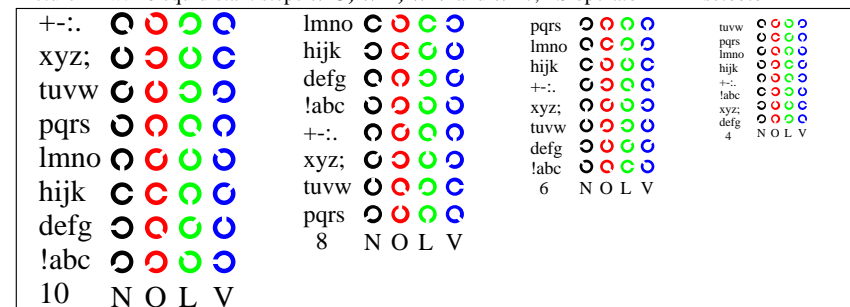 +-:.
xyz;
tuvw
pqrs
lmno
hijk
defg
!abc
10 N O L V
lmno
hijk
defg
!abc
+-:.
xyz;
tuvw
pqrs
8 N O L V
pqrs
lmno
hijk
+-:.
xyz;
tuvw
defg
!abc
6 N O L V
tuvw
pqrs
lmno
hijk
+-:.
!abc
xyz;
defg
4 N O L V